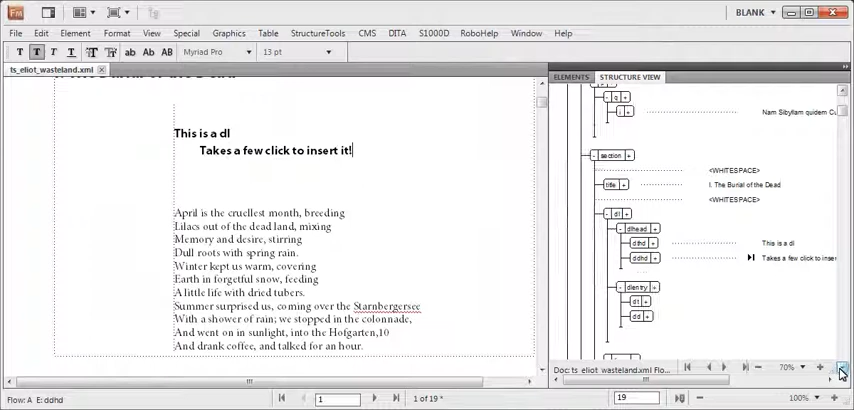 Fm
BLANK
File Edit Element Format View Special Graphics Table StructureTools CMS DITA S1000D RoboHelp Window Help
T T T T ab Ab AB Myriad Pro 13 pt
ts_eliot_wasteland.xml
This is a dl
Takes a few click to insert it!
April is the cruellest month, breeding
Lilacs out of the dead land, mixing
Memory and desire, stirring
Dull roots with spring rain.
Winter kept us warm, covering
Earth in forgetful snow, feeding
A little life with dried tubers.
Summer surprised us, coming over the Starnbergersee
With a shower of rain; we stopped in the colonnade,
And went on in sunlight, into the Hofgarten,10
And drank coffee, and talked for an hour.
ELEMENTS STRUCTURE VIEW
q
i Nam Sibyllam quidem Cu
section
<WHITESPACE>
title I. The Burial of the Dead
<WHITESPACE>
dl
dlhead
dthd This is a dl
ddhd Takes a few click to inser
dlentry
dt
dd
Doc: ts_eliot_wasteland.xml Flo... 70%
Flow: A E: ddhd 1 1 of 19 * 19 100%